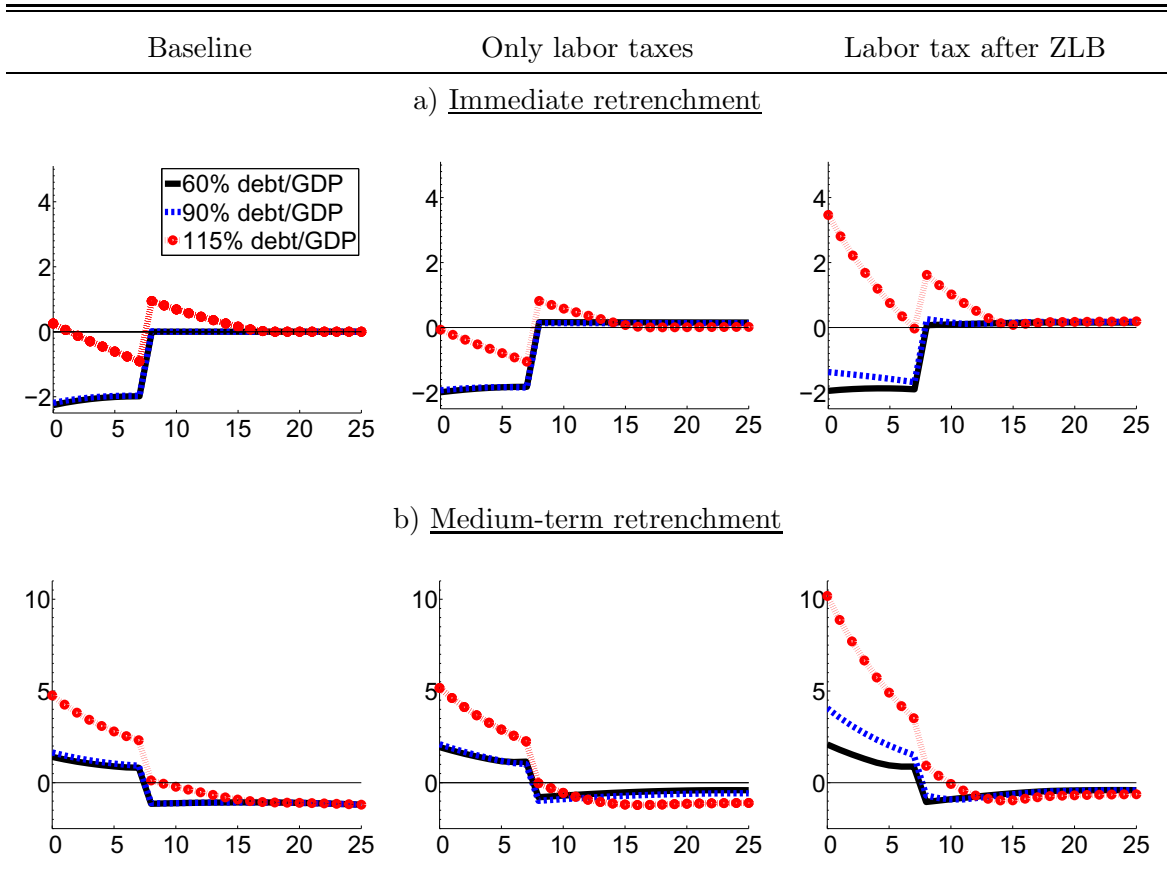 Baseline Only labor taxes Labor tax after ZLB
a) Immediate retrenchment
4
2
0
−2
0 5 10 15 20 25
60% debt/GDP
90% debt/GDP
115% debt/GDP
4
2
0
−2
0 5 10 15 20 25
4
2
0
−2
0 5 10 15 20 25
b) Medium-term retrenchment
10
5
0
0 5 10 15 20 25
10
5
0
0 5 10 15 20 25
10
5
0
0 5 10 15 20 25